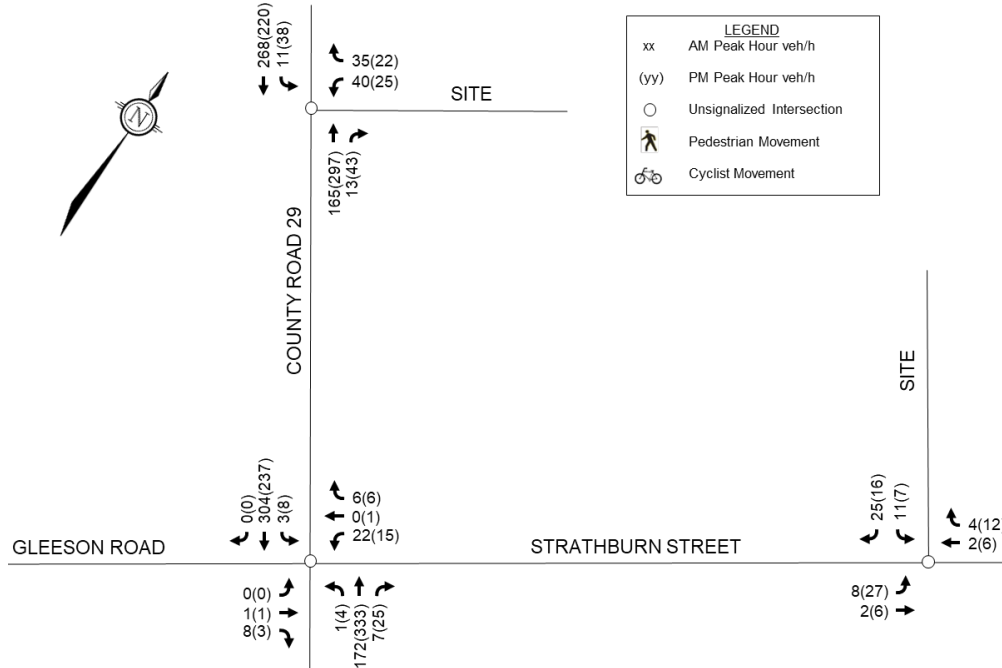 268(220)
11(38)
35(22)
40(25)
SITE
165(297)
13(43)
N
LEGEND
xx AM Peak Hour veh/h
(yy) PM Peak Hour veh/h
Unsignalized Intersection
Pedestrian Movement
Cyclist Movement
COUNTY ROAD 29
SITE
0(0)
304(237)
3(8)
6(6)
0(1)
22(15)
25(16)
11(7)
4(12)
2(6)
GLEESON ROAD
STRATHBURN STREET
0(0)
1(1)
8(3)
1(4)
172(333)
7(25)
8(27)
2(6)